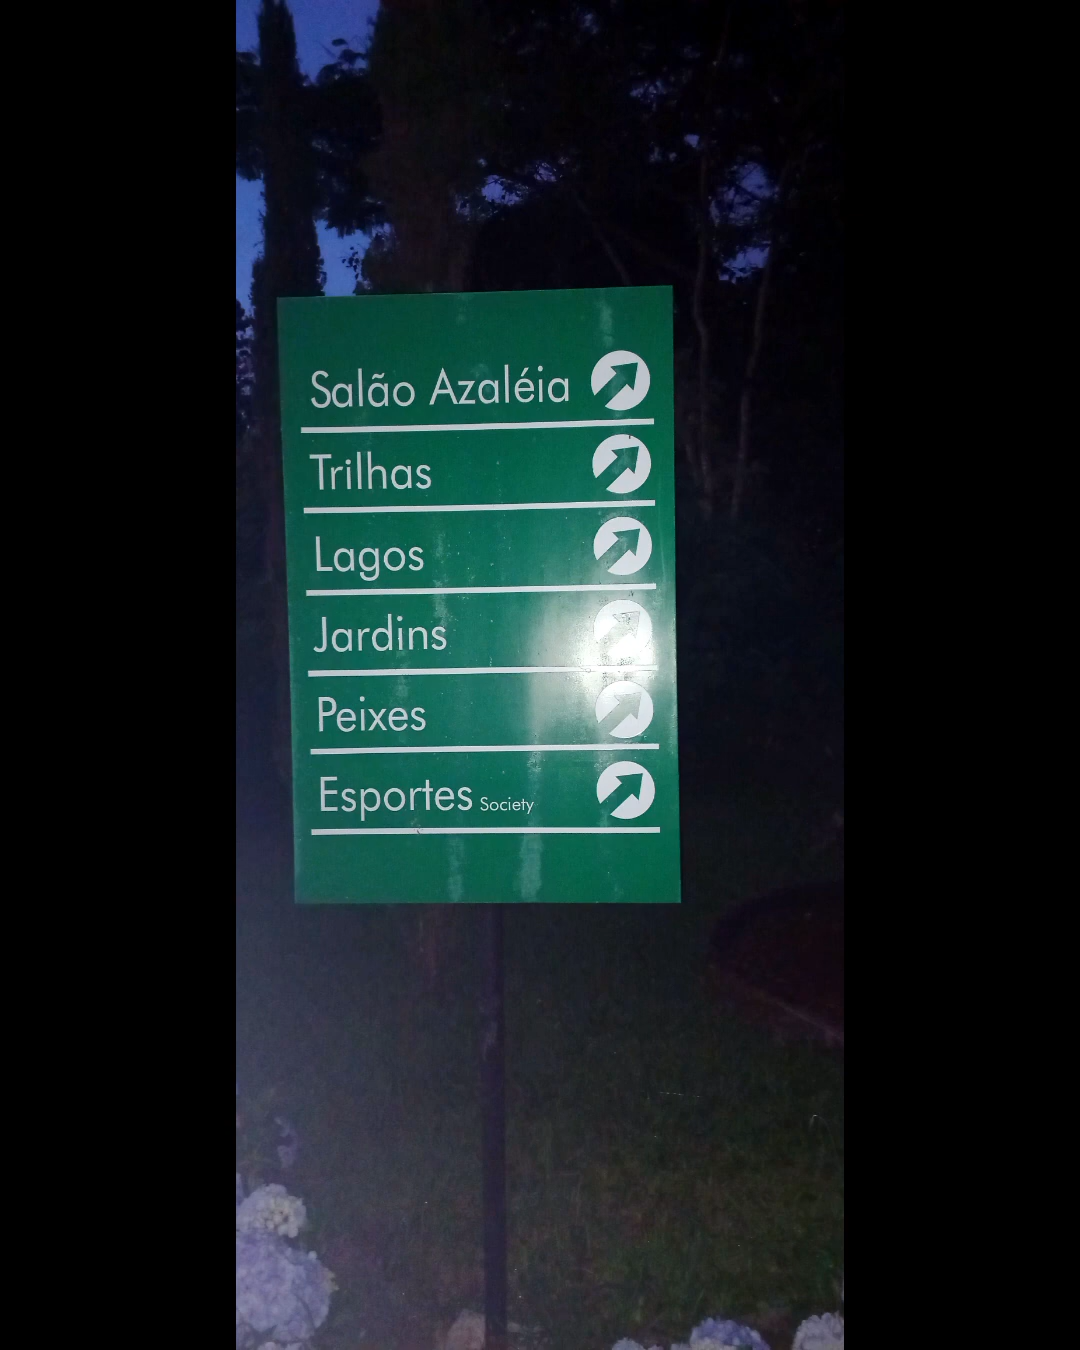 Salão Azaléia
Trilhas
Lagos
Jardins
Peixes
Esportes Society